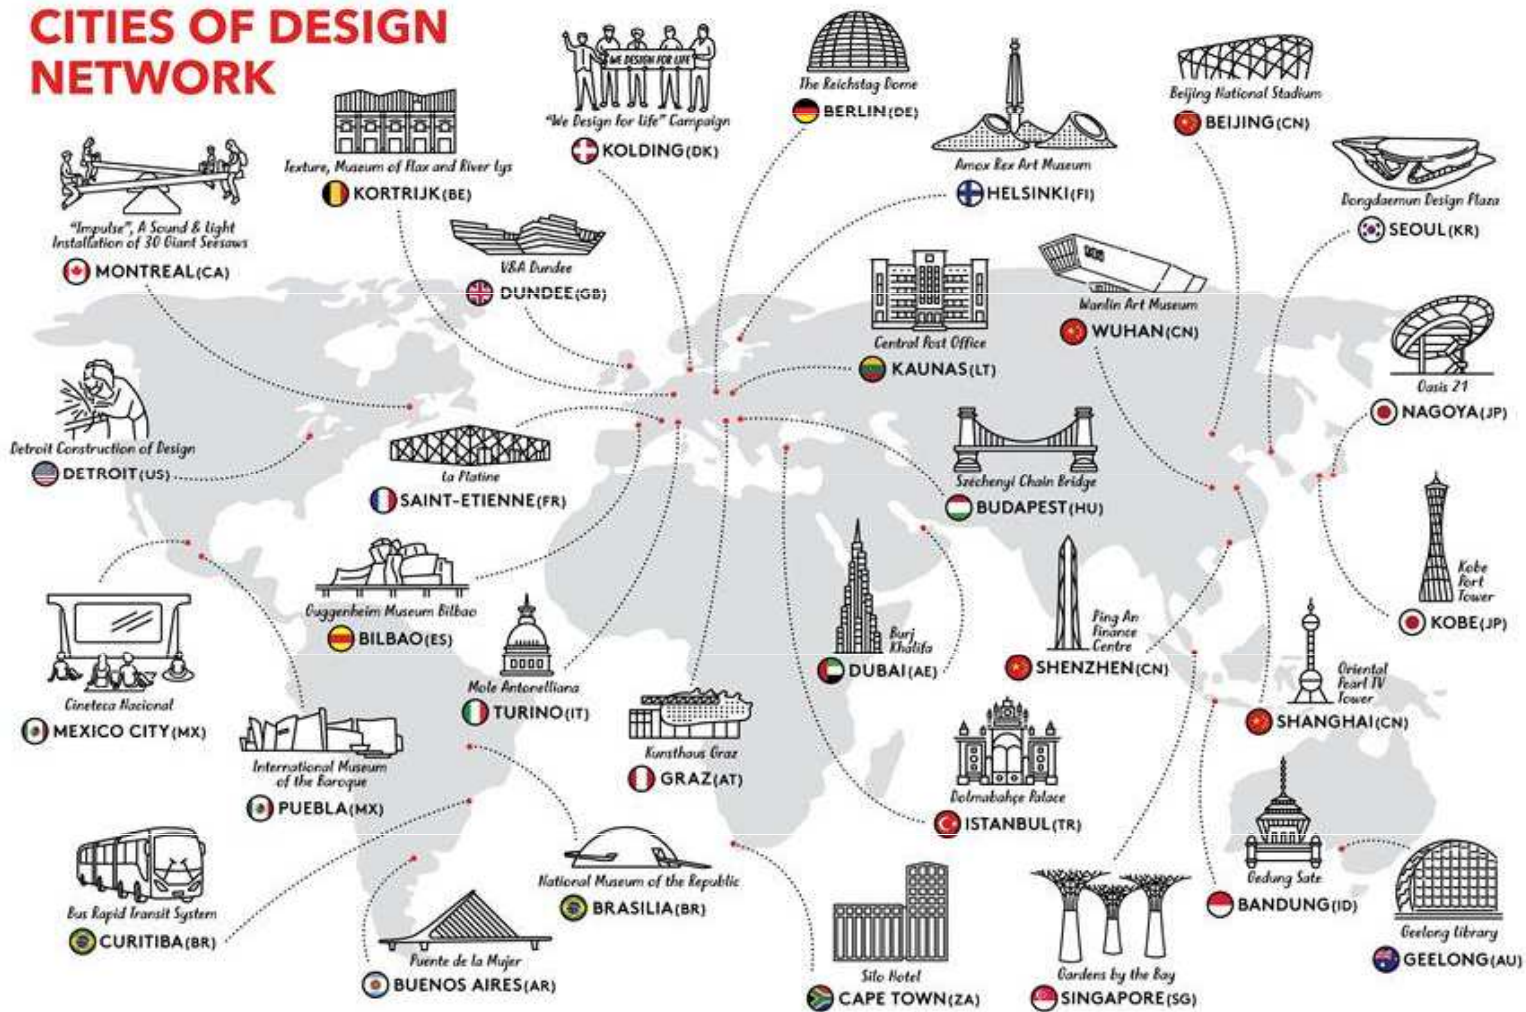 CITIES OF DESIGN
NETWORK
"Impulse", A Sound & Light
Installation of 30 Giant Seesaws
MONTREAL(CA)
Texture, Museum of Flax and River Lys
KORTRIJK(BE)
WE DESIGN FOR LIFE
"We Design for Life" Campaign
KOLDING(DK)
V&A Dundee
DUNDEE(GB)
The Reichstag Dome
BERLIN(DE)
Amox Rex Art Museum
HELSINKI(FI)
Beijing National Stadium
BEIJING(CN)
Dongdaemun Design Plaza
SEOUL(KR)
Central Post Office
KAUNAS(LT)
Wanlin Art Museum
WUHAN(CN)
Oasis 21
NAGOYA(JP)
Detroit Construction of Design
DETROIT(US)
La Platine
SAINT-ETIENNE(FR)
Széchenyi Chain Bridge
BUDAPEST(HU)
Guggenheim Museum Bilbao
BILBAO(ES)
Kobe
Port
Tower
KOBE(JP)
Burj
Khalifa
DUBAI(AE)
Ping An
Finance
Centre
SHENZHEN(CN)
Oriental
Pearl TV
Tower
SHANGHAI(CN)
Cineteca Nacional
MEXICO CITY(MX)
Mole Antonelliana
TURINO(IT)
International Museum
of the Baroque
PUEBLA(MX)
Kunsthaus Graz
GRAZ(AT)
Dolmabahçe Palace
ISTANBUL(TR)
Bus Rapid Transit System
CURITIBA(BR)
National Museum of the Republic
BRASILIA(BR)
Puente de la Mujer
BUENOS AIRES(AR)
Silo Hotel
CAPE TOWN(ZA)
Gardens by the Bay
SINGAPORE(SG)
Gedung Sate
BANDUNG(ID)
Geelong Library
GEELONG(AU)